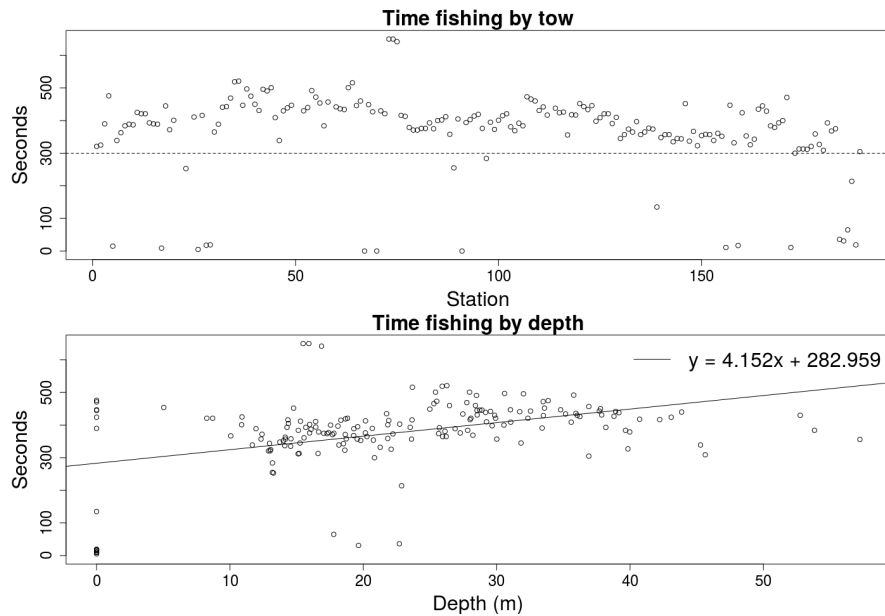 Time fishing by tow
Seconds
500
300
100
0
0
50
100
150
Station
Time fishing by depth
y = 4.152x + 282.959
Seconds
500
300
100
0
0
10
20
30
40
50
Depth (m)